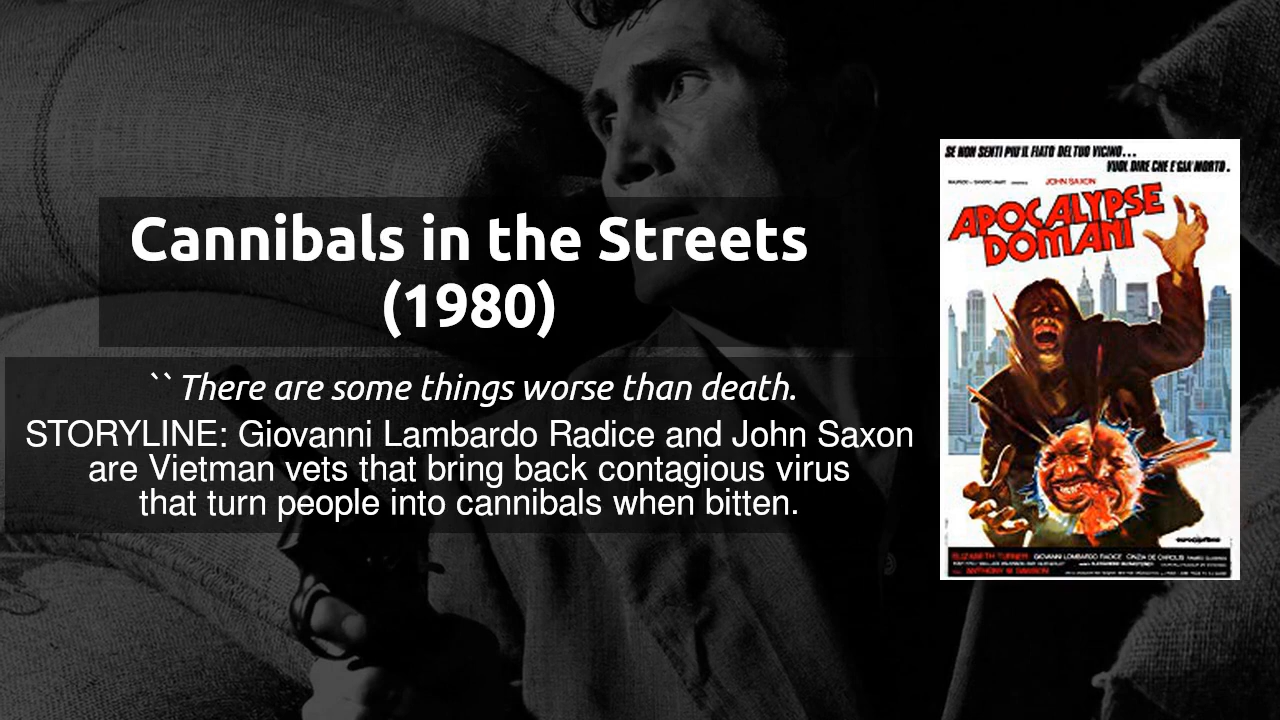 Cannibals in the Streets
(1980)
`` There are some things worse than death.
STORYLINE: Giovanni Lambardo Radice and John Saxon
are Vietman vets that bring back contagious virus
that turn people into cannibals when bitten.
SE NON SENTI PIU' IL FIATO DEL TUO VICINO...
VUOL DIRE CHE E' GIA' MORTO.
JOHN SAXON
APOCALYPSE
DOMANI
ELIZABETH TURNER GIOVANNI LOMBARDO RADICE CINZIA DE CAROLIS
ANTHONY M DAWSON